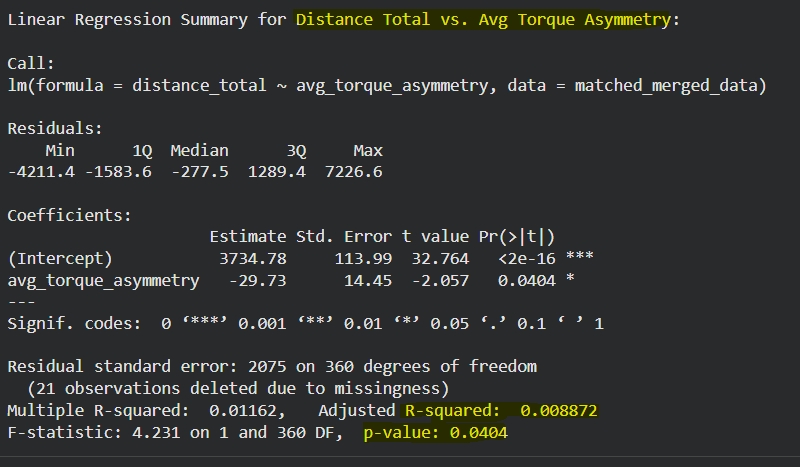 Linear Regression Summary for Distance Total vs. Avg Torque Asymmetry:
Call:
lm(formula = distance_total ~ avg_torque_asymmetry, data = matched_merged_data)
Residuals:
    Min      1Q  Median      3Q     Max
-4211.4 -1583.6  -277.5  1289.4  7226.6
Coefficients:
                     Estimate Std. Error t value Pr(>|t|)
(Intercept)           3734.78     113.99  32.764   <2e-16 ***
avg_torque_asymmetry   -29.73      14.45  -2.057   0.0404 *
---
Signif. codes:  0 ‘***’ 0.001 ‘**’ 0.01 ‘*’ 0.05 ‘.’ 0.1 ‘ ’ 1
Residual standard error: 2075 on 360 degrees of freedom
  (21 observations deleted due to missingness)
Multiple R-squared:  0.01162,   Adjusted R-squared:  0.008872
F-statistic: 4.231 on 1 and 360 DF,  p-value: 0.0404